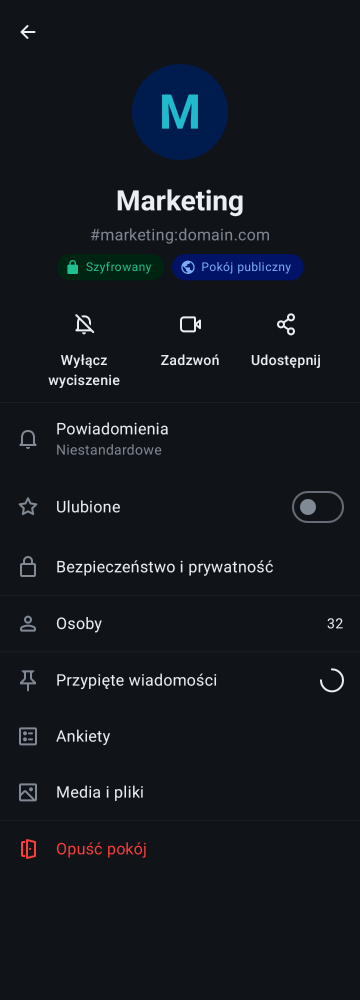 M
Marketing
#marketing:domain.com
Szyfrowany Pokój publiczny
Wyłącz
wyciszenie
Zadzwoń
Udostępnij
Powiadomienia
Niestandardowe
Ulubione
Bezpieczeństwo i prywatność
Osoby 32
Przypięte wiadomości
Ankiety
Media i pliki
Opuść pokój